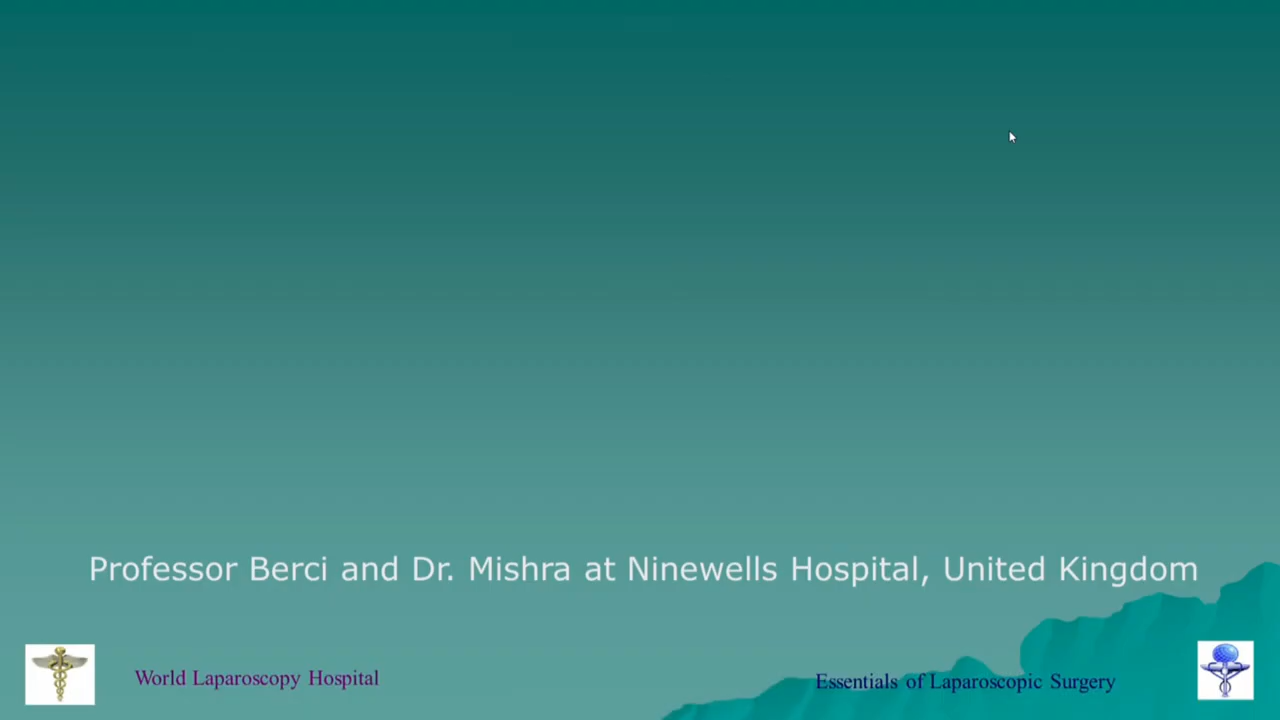 Professor Berci and Dr. Mishra at Ninewells Hospital, United Kingdom
World Laparoscopy Hospital
Essentials of Laparoscopic Surgery